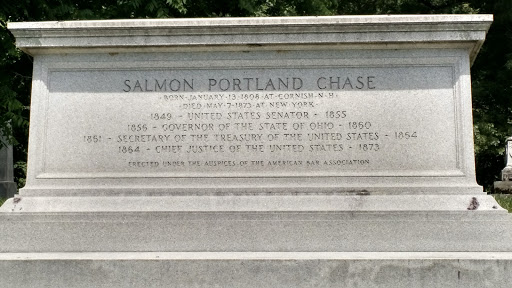 SALMON PORTLAND CHASE
·BORN·JANUARY·13·1808·AT·CORNISH·N·H·
DIED·MAY·7·1873·AT·NEW YORK·
1849 - UNITED STATES SENATOR - 1855
1856 - GOVERNOR OF THE STATE OF OHIO - 1860
1861 - SECRETARY OF THE TREASURY OF THE UNITED STATES - 1864
1864 - CHIEF JUSTICE OF THE UNITED STATES - 1873
ERECTED UNDER THE AUSPICES OF THE AMERICAN BAR ASSOCIATION